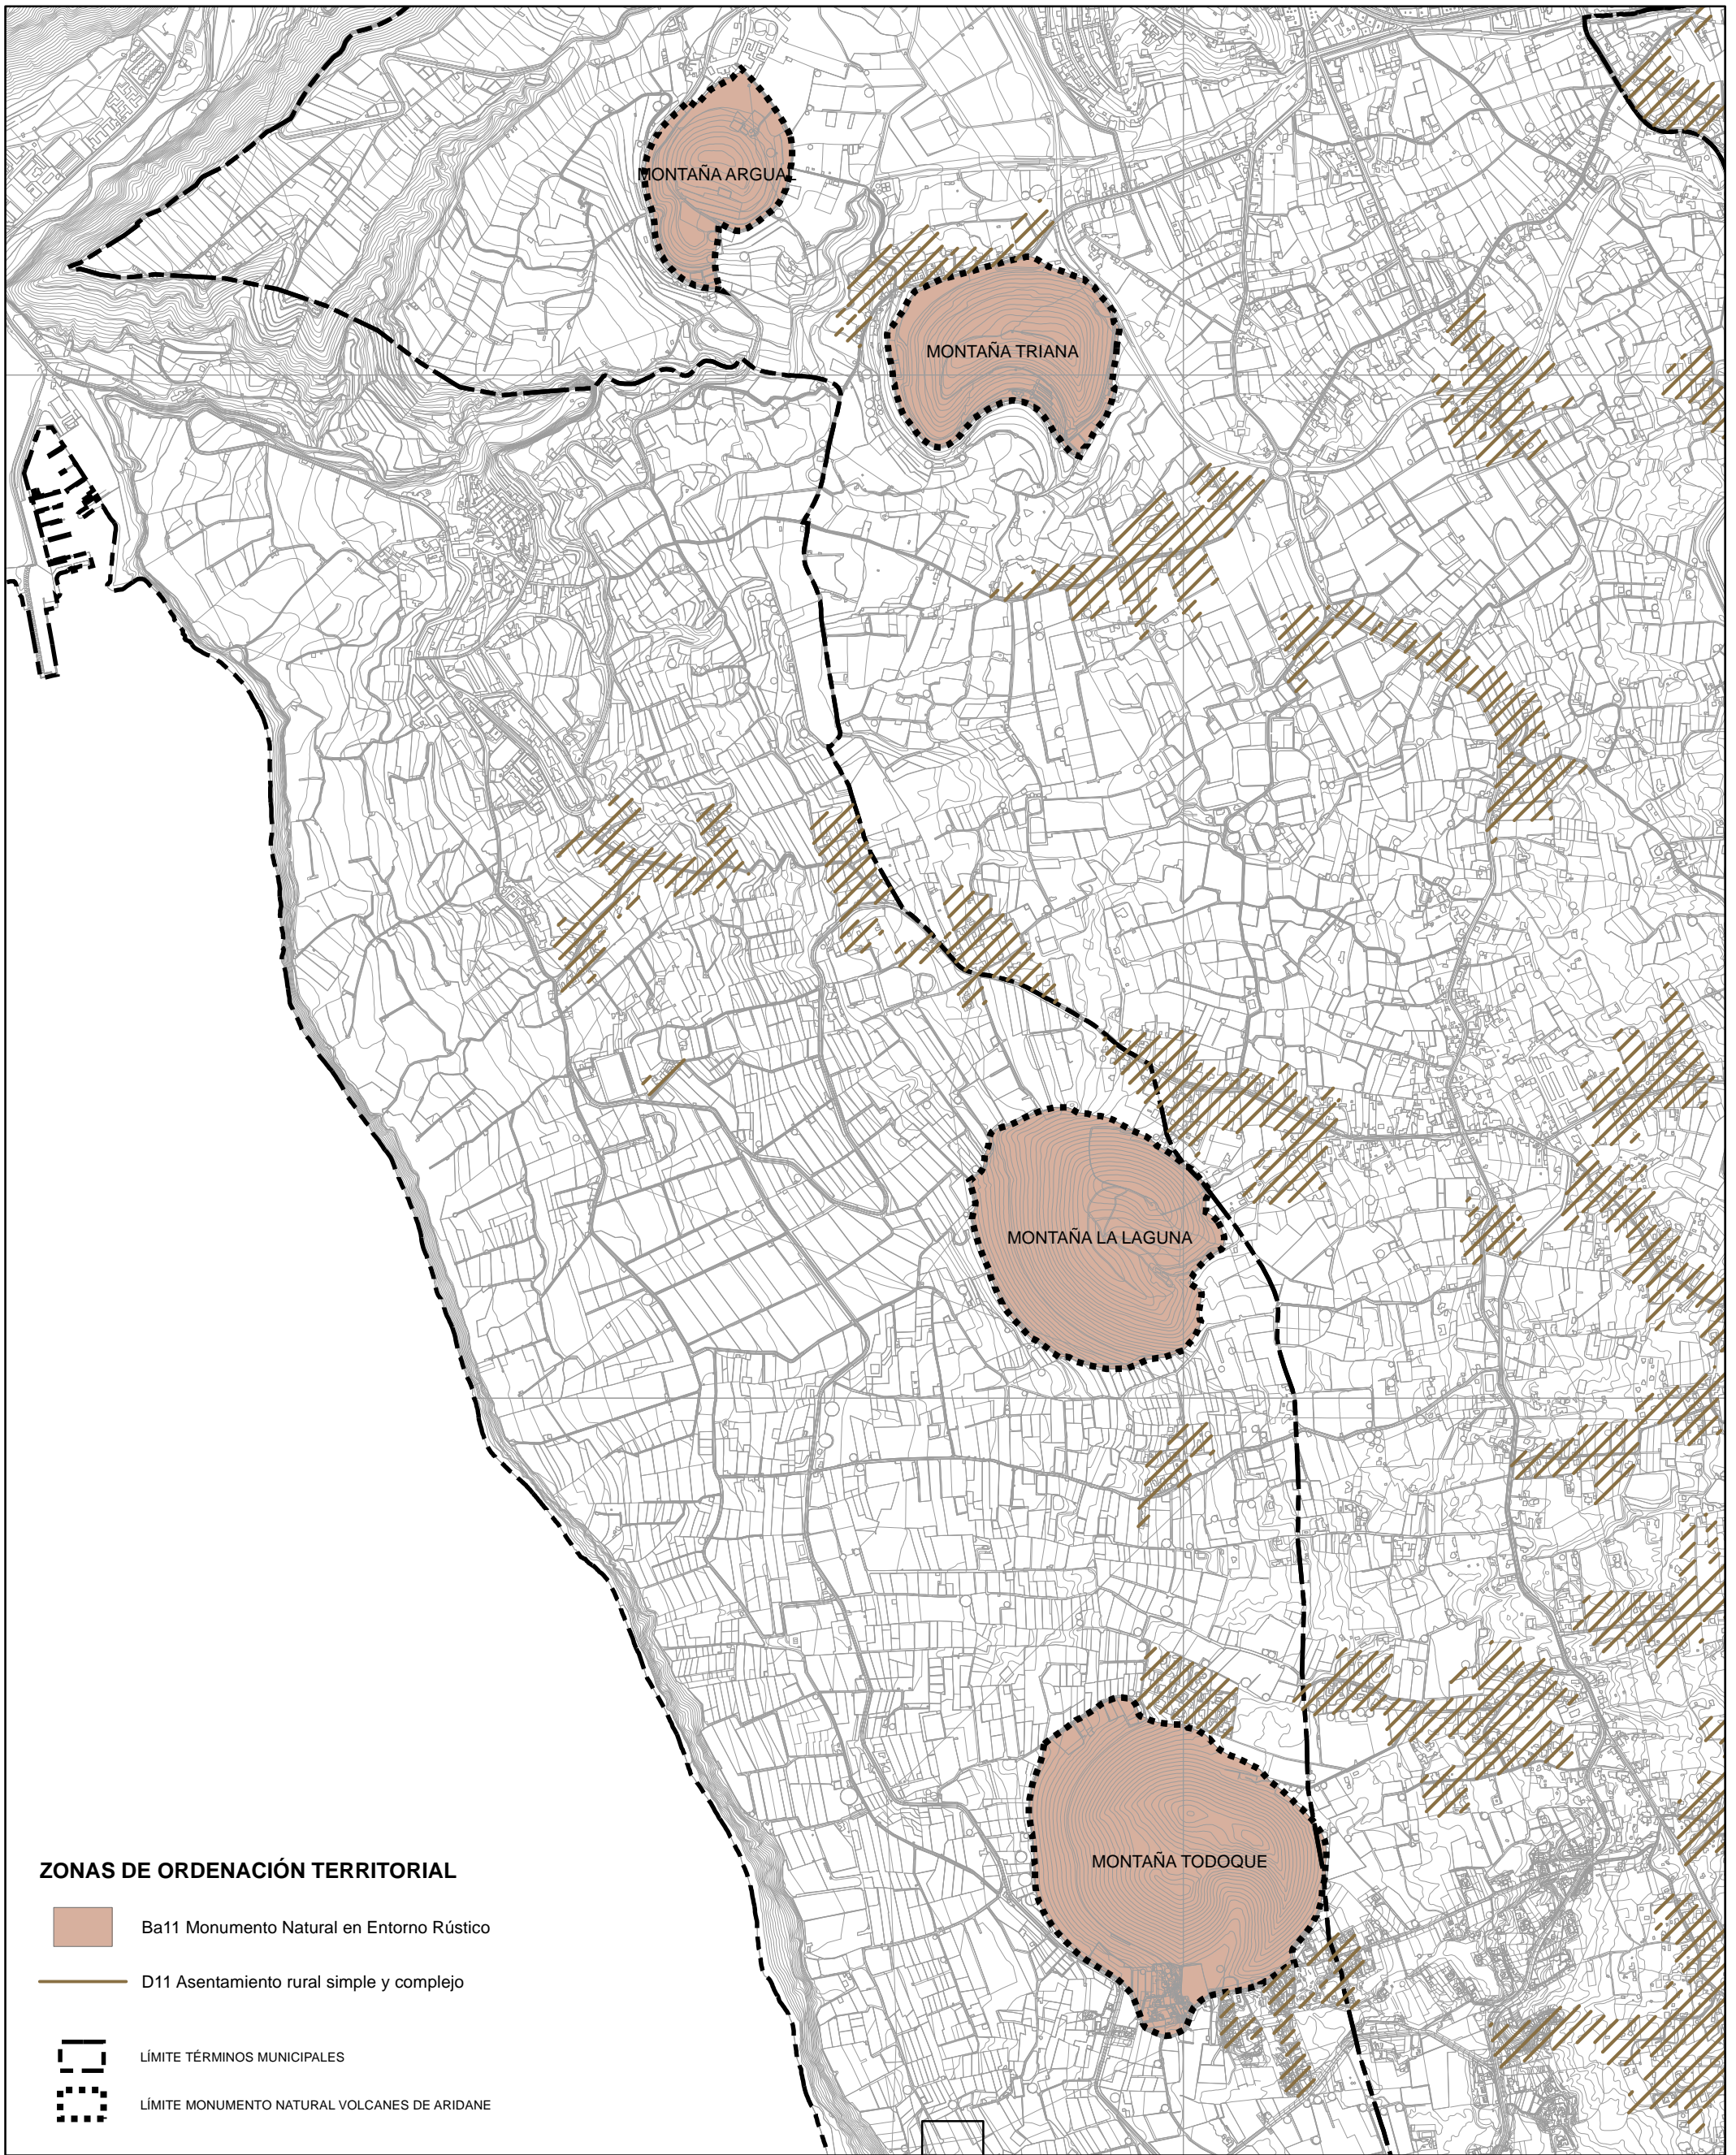 MONTAÑA ARGUAL
MONTAÑA TRIANA
MONTAÑA LA LAGUNA
MONTAÑA TODOQUE
ZONAS DE ORDENACIÓN TERRITORIAL
Ba11 Monumento Natural en Entorno Rústico
D11 Asentamiento rural simple y complejo
LÍMITE TÉRMINOS MUNICIPALES
LÍMITE MONUMENTO NATURAL VOLCANES DE ARIDANE